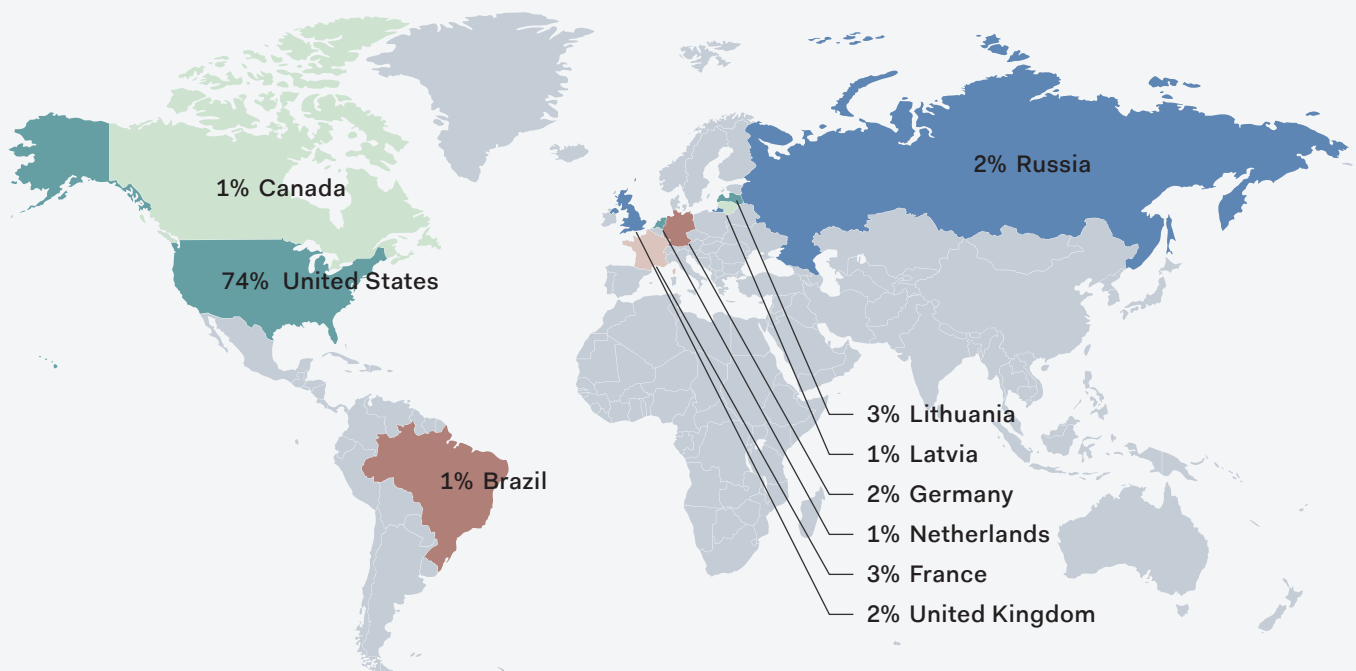 1% Canada
2% Russia
74% United States
1% Brazil
3% Lithuania
1% Latvia
2% Germany
1% Netherlands
3% France
2% United Kingdom